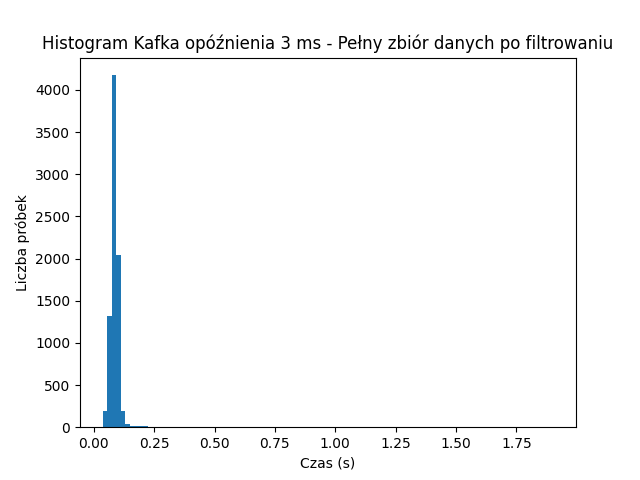 Histogram Kafka opóźnienia 3 ms - Pełny zbiór danych po filtrowaniu
Liczba próbek
4000
3500
3000
2500
2000
1500
1000
500
0
0.00 0.25 0.50 0.75 1.00 1.25 1.50 1.75
Czas (s)